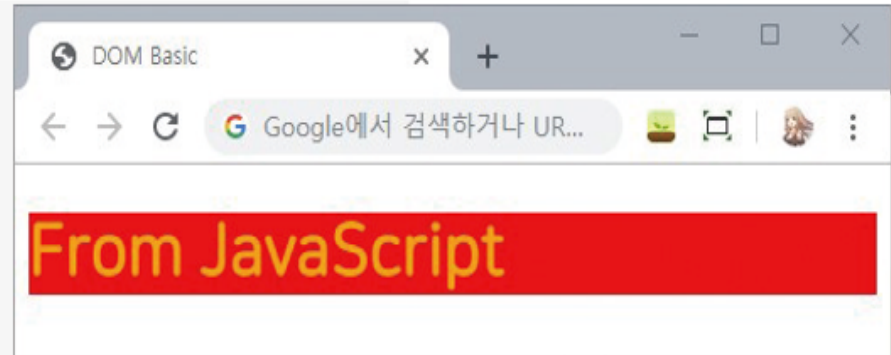 DOM Basic
Google에서 검색하거나 UR...
From JavaScript